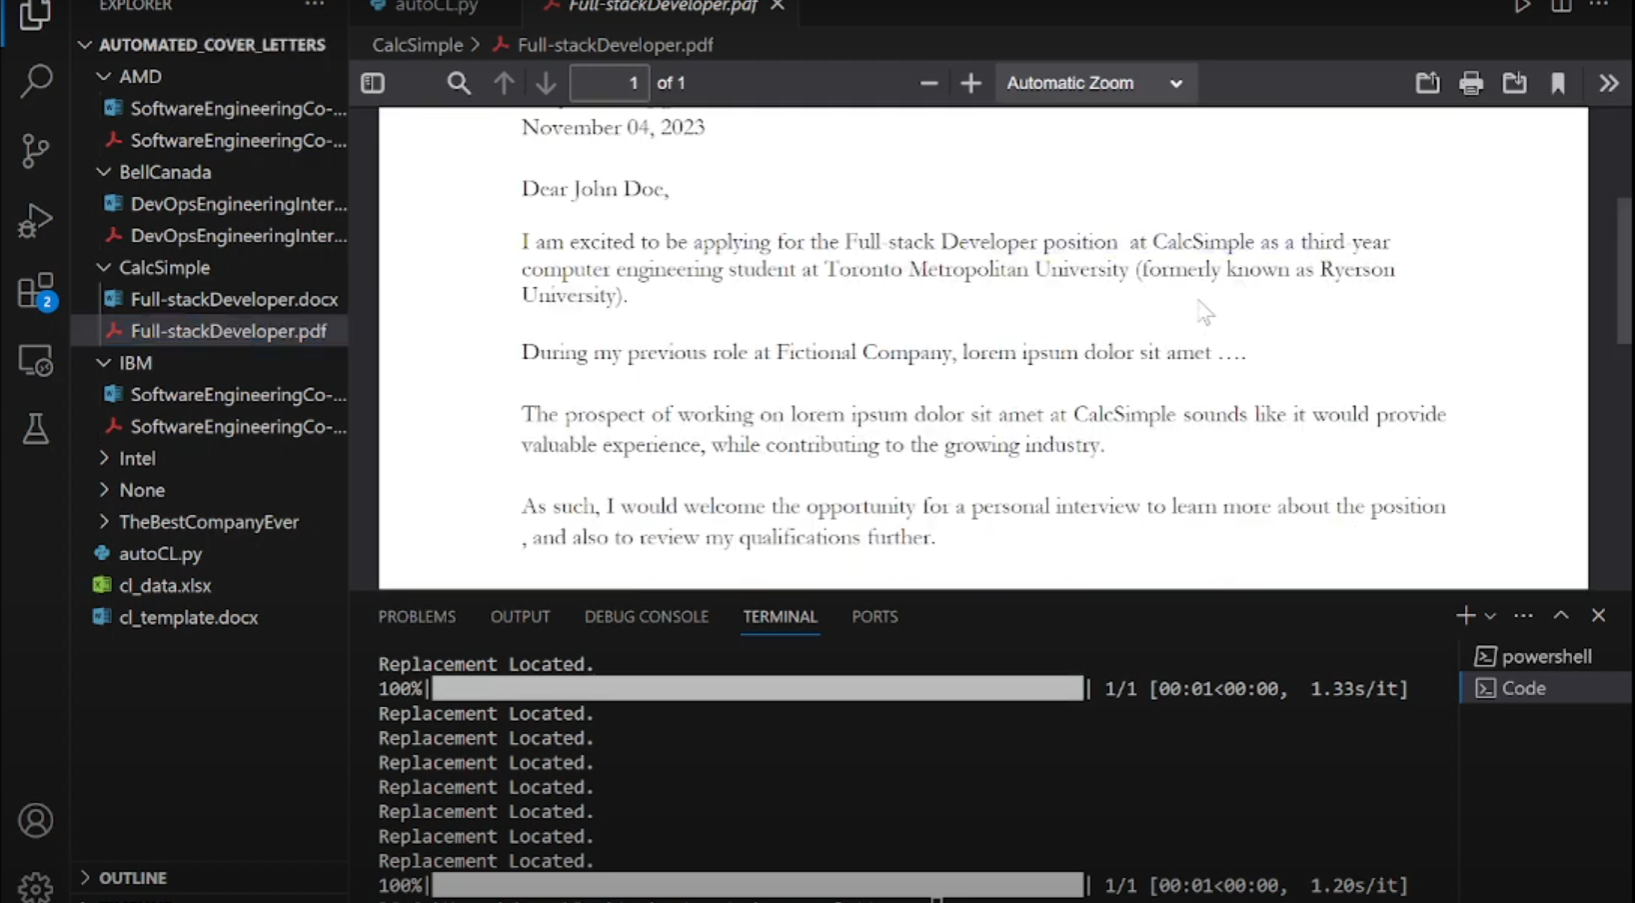 EXPLORER
...
autoCL.py
Full-stackDeveloper.pdf
AUTOMATED_COVER_LETTERS
AMD
SoftwareEngineeringCo-...
SoftwareEngineeringCo-...
BellCanada
DevOpsEngineeringInter...
DevOpsEngineeringInter...
CalcSimple
Full-stackDeveloper.docx
Full-stackDeveloper.pdf
IBM
SoftwareEngineeringCo-...
SoftwareEngineeringCo-...
Intel
None
TheBestCompanyEver
autoCL.py
cl_data.xlsx
cl_template.docx
2
OUTLINE
CalcSimple > Full-stackDeveloper.pdf
1 of 1
Automatic Zoom
November 04, 2023
Dear John Doe,
I am excited to be applying for the Full-stack Developer position at CalcSimple as a third-year
computer engineering student at Toronto Metropolitan University (formerly known as Ryerson
University).
During my previous role at Fictional Company, lorem ipsum dolor sit amet ….
The prospect of working on lorem ipsum dolor sit amet at CalcSimple sounds like it would provide
valuable experience, while contributing to the growing industry.
As such, I would welcome the opportunity for a personal interview to learn more about the position
, and also to review my qualifications further.
PROBLEMS OUTPUT DEBUG CONSOLE TERMINAL PORTS
Replacement Located.
100%| | 1/1 [00:01<00:00, 1.33s/it]
Replacement Located.
Replacement Located.
Replacement Located.
Replacement Located.
Replacement Located.
Replacement Located.
Replacement Located.
100%| | 1/1 [00:01<00:00, 1.20s/it]
powershell
Code